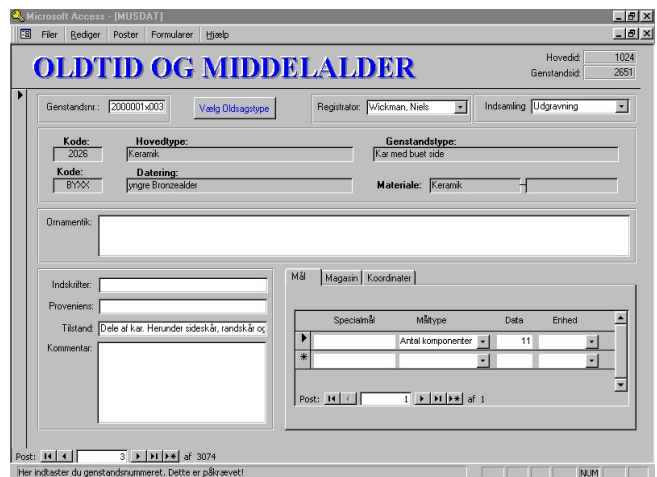 Microsoft Access - [MUSDAT]
Filer Rediger Poster Formularer Hjælp
OLDTID OG MIDDELALDER
Hovedid: 1024
Genstandsid: 2651
Genstandsnr.: 2000001x003 Vælg Oldsagstype Registrator: Wickman, Niels Indsamling Udgravning
Kode: Hovedtype: Genstandstype:
2026 Keramik Kar med buet side
Kode: Datering:
BYXX yngre Bronzealder Materiale: Keramik
Ornamentik:
Indskrifter:
Proveniens:
Tilstand: Dele af kar. Herunder sideskår, randskår og
Kommentar:
Mål Magasin Koordinater
Specialmål Måltype Data Enhed
Antal komponenter 11
Post: 1 af 1
Post: 3 af 3074
Her indtaster du genstandsnummeret. Dette er påkrævet! NUM